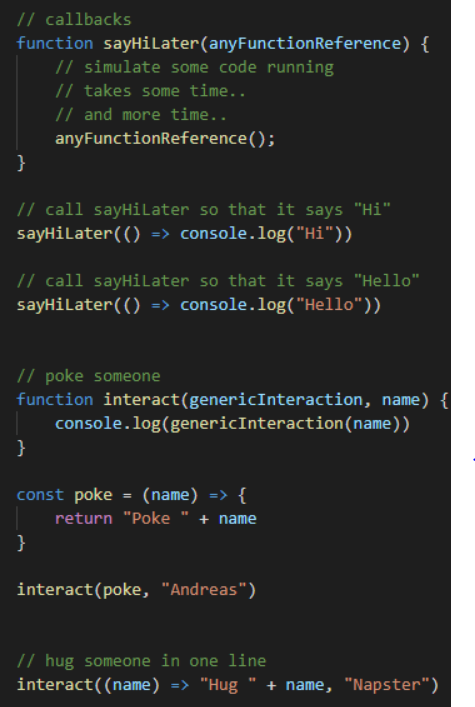 // callbacks
function sayHiLater(anyFunctionReference) {
    // simulate some code running
    // takes some time..
    // and more time..
    anyFunctionReference();
}

// call sayHiLater so that it says "Hi"
sayHiLater(() => console.log("Hi"))

// call sayHiLater so that it says "Hello"
sayHiLater(() => console.log("Hello"))


// poke someone
function interact(genericInteraction, name) {
    console.log(genericInteraction(name))
}

const poke = (name) => {
    return "Poke " + name
}

interact(poke, "Andreas")


// hug someone in one line
interact((name) => "Hug " + name, "Napster")